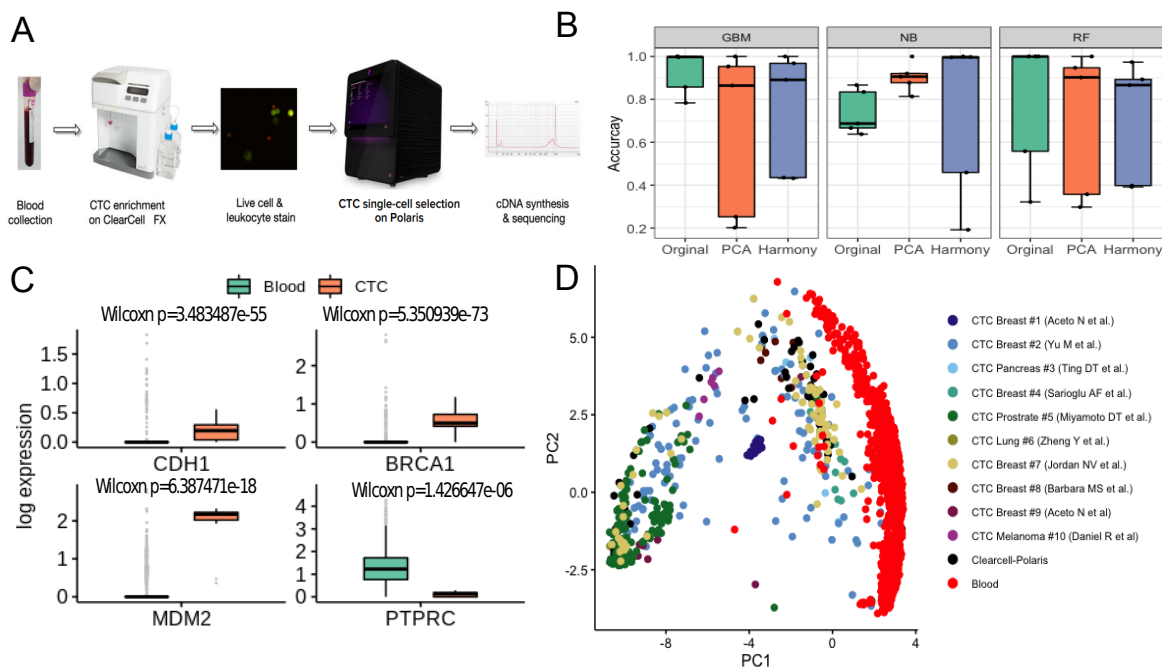 A
Blood
collection
CTC enrichment
on ClearCell FX
Live cell &
leukocyte stain
CTC single-cell selection
on Polaris
cDNA synthesis
& sequencing
B
GBM NB RF
Accurcay
1.0
0.8
0.6
0.4
0.2
Orginal PCA Harmony Orginal PCA Harmony Orginal PCA Harmony
C
Blood CTC
log expression
Wilcoxn p=3.483487e-55
1.5
1.0
0.5
0.0
CDH1
Wilcoxn p=5.350939e-73
2
1
0
BRCA1
Wilcoxn p=6.387471e-18
2
1
0
MDM2
Wilcoxn p=1.426647e-06
4
3
2
1
0
PTPRC
D
PC2
5.0
2.5
0.0
-2.5
-8 -4 0 4
PC1
CTC Breast #1 (Aceto N et al.)
CTC Breast #2 (Yu M et al.)
CTC Pancreas #3 (Ting DT et al.)
CTC Breast #4 (Sarioglu AF et al.)
CTC Prostrate #5 (Miyamoto DT et al.)
CTC Lung #6 (Zheng Y et al.)
CTC Breast #7 (Jordan NV et al.)
CTC Breast #8 (Barbara MS et al.)
CTC Breast #9 (Aceto N et al)
CTC Melanoma #10 (Daniel R et al)
Clearcell-Polaris
Blood